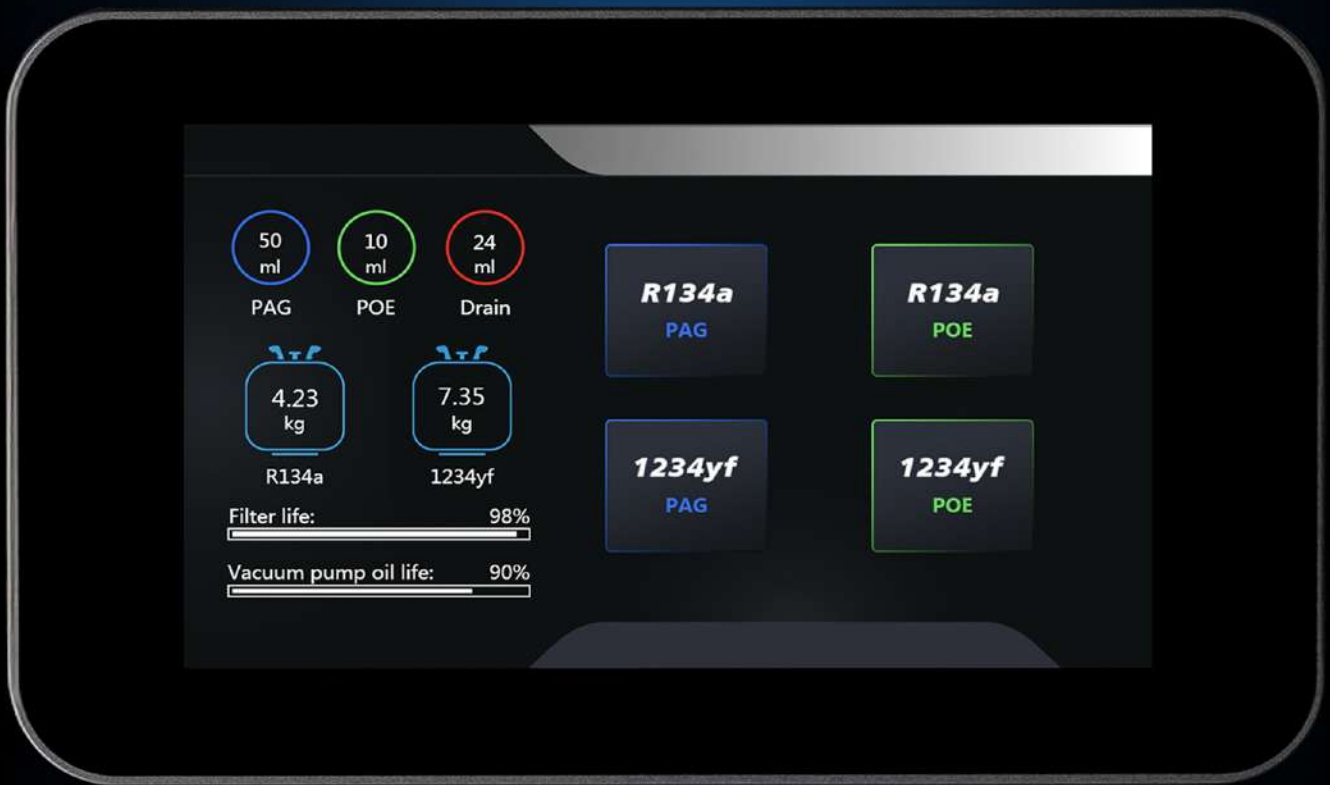 50
ml
PAG
10
ml
POE
24
ml
Drain
4.23
kg
R134a
7.35
kg
1234yf
Filter life: 98%
Vacuum pump oil life: 90%
R134a
PAG
R134a
POE
1234yf
PAG
1234yf
POE